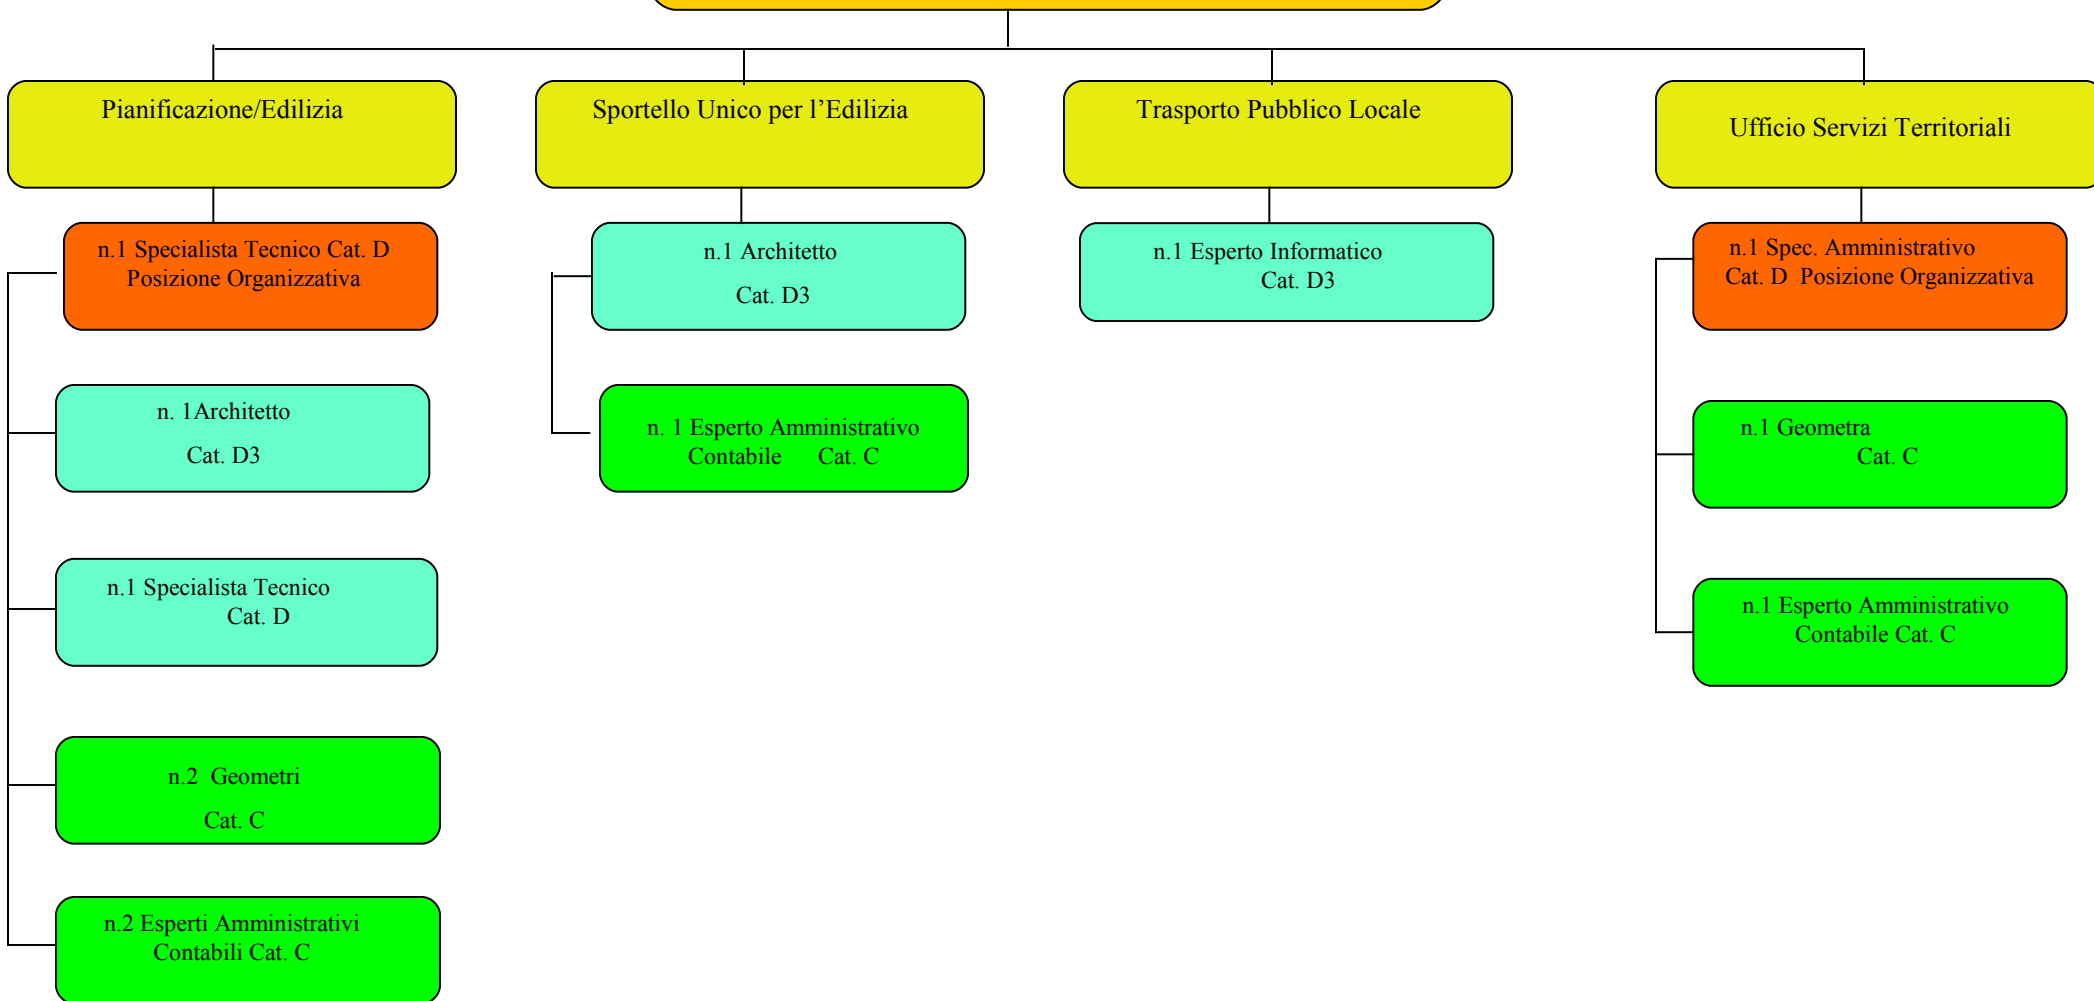 Pianificazione/Edilizia
Sportello Unico per l’Edilizia
Trasporto Pubblico Locale
Ufficio Servizi Territoriali
n.1 Specialista Tecnico Cat. D
Posizione Organizzativa
n. 1Architetto
Cat. D3
n.1 Specialista Tecnico
Cat. D
n.2  Geometri
Cat. C
n.2 Esperti Amministrativi
Contabili Cat. C
n.1 Architetto
Cat. D3
n. 1 Esperto Amministrativo
Contabile     Cat. C
n.1 Esperto Informatico
Cat. D3
n.1 Spec. Amministrativo
Cat. D  Posizione Organizzativa
n.1 Geometra
Cat. C
n.1 Esperto Amministrativo
Contabile Cat. C